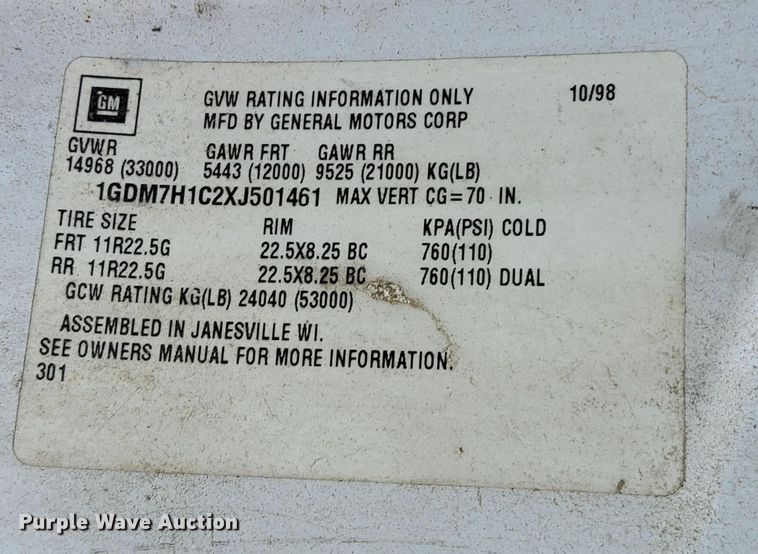 GM
GVW RATING INFORMATION ONLY 10/98
MFD BY GENERAL MOTORS CORP
GVWR GAWR FRT GAWR RR
14968 (33000) 5443 (12000) 9525 (21000) KG(LB)
1GDM7H1C2XJ501461 MAX VERT CG=70 IN.
TIRE SIZE RIM KPA(PSI) COLD
FRT 11R22.5G 22.5X8.25 BC 760(110)
RR 11R22.5G 22.5X8.25 BC 760(110) DUAL
GCW RATING KG(LB) 24040 (53000)
ASSEMBLED IN JANESVILLE WI.
SEE OWNERS MANUAL FOR MORE INFORMATION.
301
Purple Wave Auction